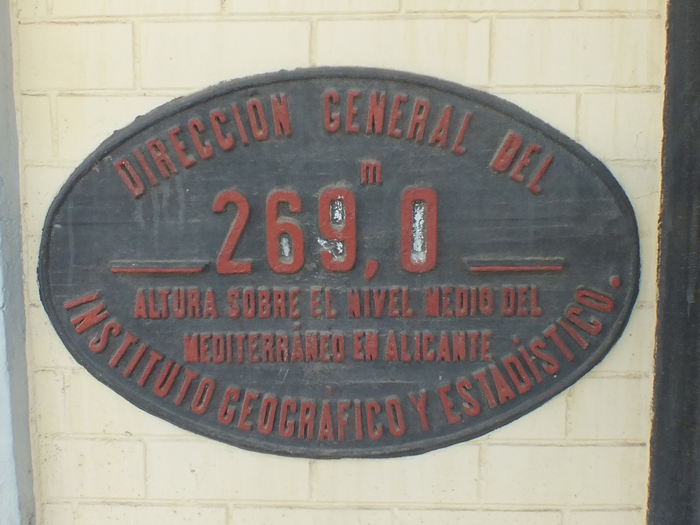 DIRECCIÓN GENERAL DEL
m
269,0
ALTURA SOBRE EL NIVEL MEDIO DEL
MEDITERRÁNEO EN ALICANTE
INSTITUTO GEOGRÁFICO Y ESTADÍSTICO.